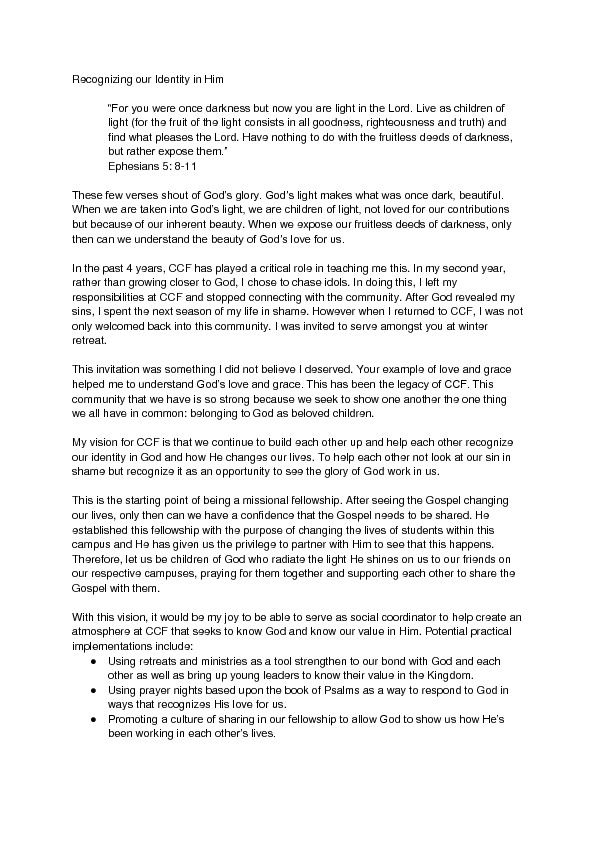 Recognizing our Identity in Him
"For you were once darkness but now you are light in the Lord. Live as children of
light (for the fruit of the light consists in all goodness, righteousness and truth) and
find what pleases the Lord. Have nothing to do with the fruitless deeds of darkness,
but rather expose them."
Ephesians 5: 8-11
These few verses shout of God's glory. God's light makes what was once dark, beautiful.
When we are taken into God's light, we are children of light, not loved for our contributions
but because of our inherent beauty. When we expose our fruitless deeds of darkness, only
then can we understand the beauty of God's love for us.
In the past 4 years, CCF has played a critical role in teaching me this. In my second year,
rather than growing closer to God, I chose to chase idols. In doing this, I left my
responsibilities at CCF and stopped connecting with the community. After God revealed my
sins, I spent the next season of my life in shame. However when I returned to CCF, I was not
only welcomed back into this community. I was invited to serve amongst you at winter
retreat.
This invitation was something I did not believe I deserved. Your example of love and grace
helped me to understand God's love and grace. This has been the legacy of CCF. This
community that we have is so strong because we seek to show one another the one thing
we all have in common: belonging to God as beloved children.
My vision for CCF is that we continue to build each other up and help each other recognize
our identity in God and how He changes our lives. To help each other not look at our sin in
shame but recognize it as an opportunity to see the glory of God work in us.
This is the starting point of being a missional fellowship. After seeing the Gospel changing
our lives, only then can we have a confidence that the Gospel needs to be shared. He
established this fellowship with the purpose of changing the lives of students within this
campus and He has given us the privilege to partner with Him to see that this happens.
Therefore, let us be children of God who radiate the light He shines on us to our friends on
our respective campuses, praying for them together and supporting each other to share the
Gospel with them.
With this vision, it would be my joy to be able to serve as social coordinator to help create an
atmosphere at CCF that seeks to know God and know our value in Him. Potential practical
implementations include:
● Using retreats and ministries as a tool strengthen to our bond with God and each
other as well as bring up young leaders to know their value in the Kingdom.
● Using prayer nights based upon the book of Psalms as a way to respond to God in
ways that recognizes His love for us.
● Promoting a culture of sharing in our fellowship to allow God to show us how He's
been working in each other's lives.